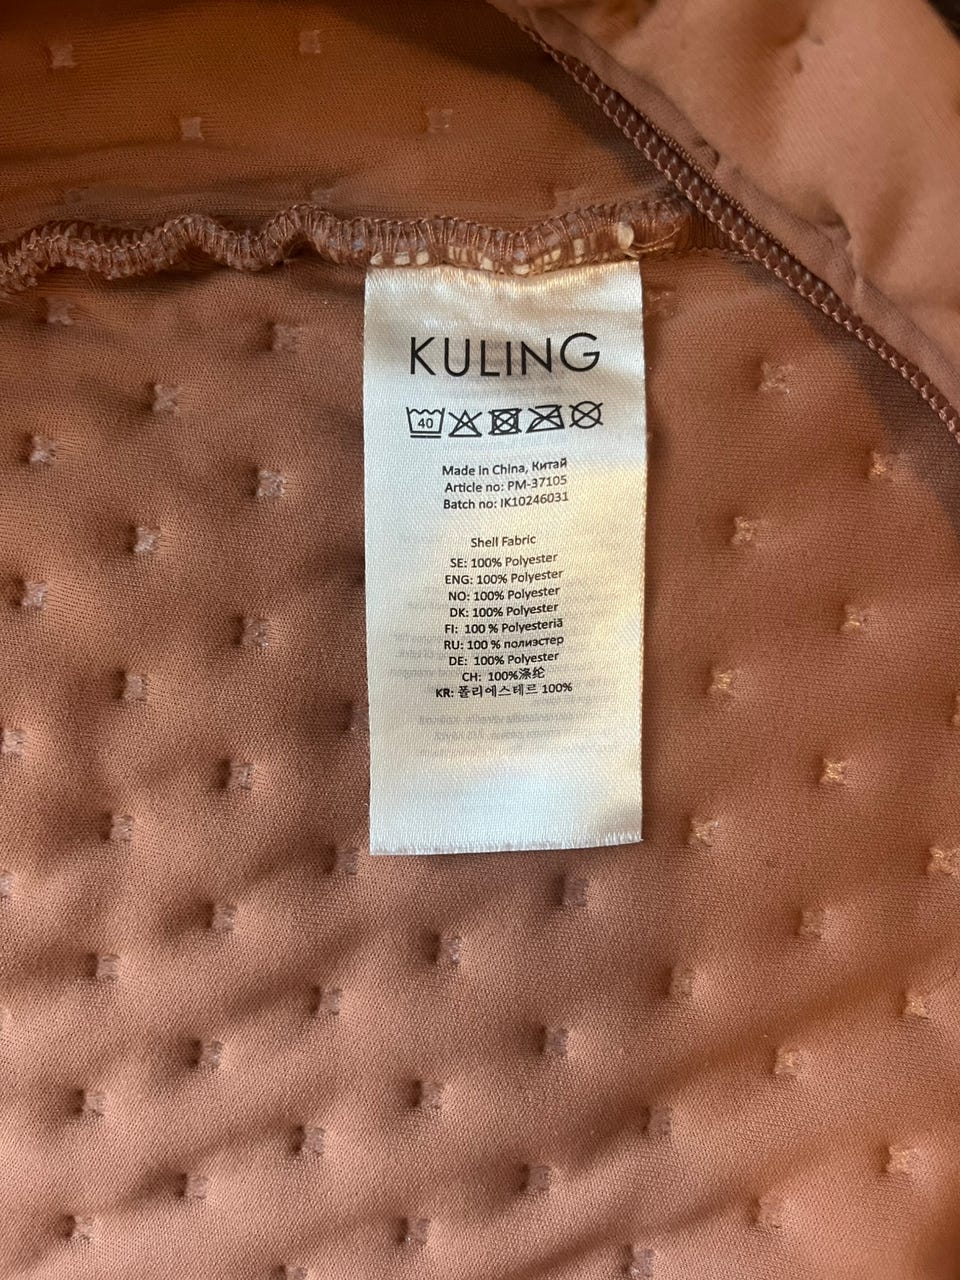 KULING
40
Made in China, Китай
Article no: PM-37105
Batch no: IK10246031
Shell Fabric
SE: 100% Polyester
ENG: 100% Polyester
NO: 100% Polyester
DK: 100% Polyester
FI: 100 % Polyesteriä
RU: 100 % полиэстер
DE: 100% Polyester
CH: 100%涤纶
KR: 폴리에스테르 100%